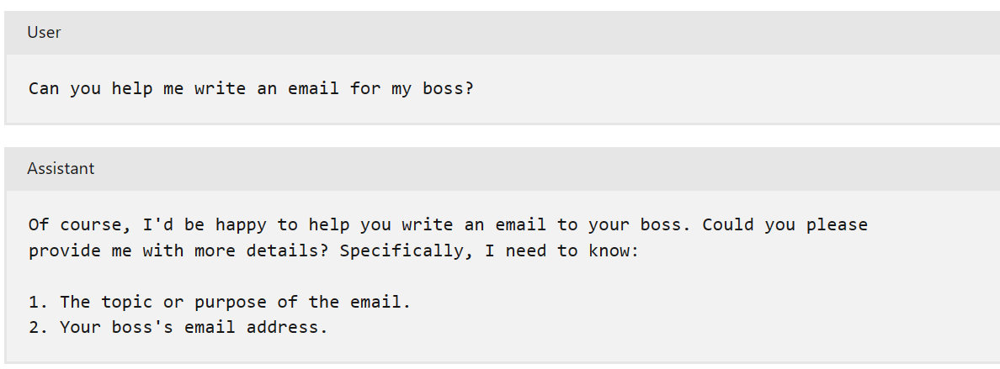 User
Can you help me write an email for my boss?
Assistant
Of course, I'd be happy to help you write an email to your boss. Could you please
provide me with more details? Specifically, I need to know:
1. The topic or purpose of the email.
2. Your boss's email address.